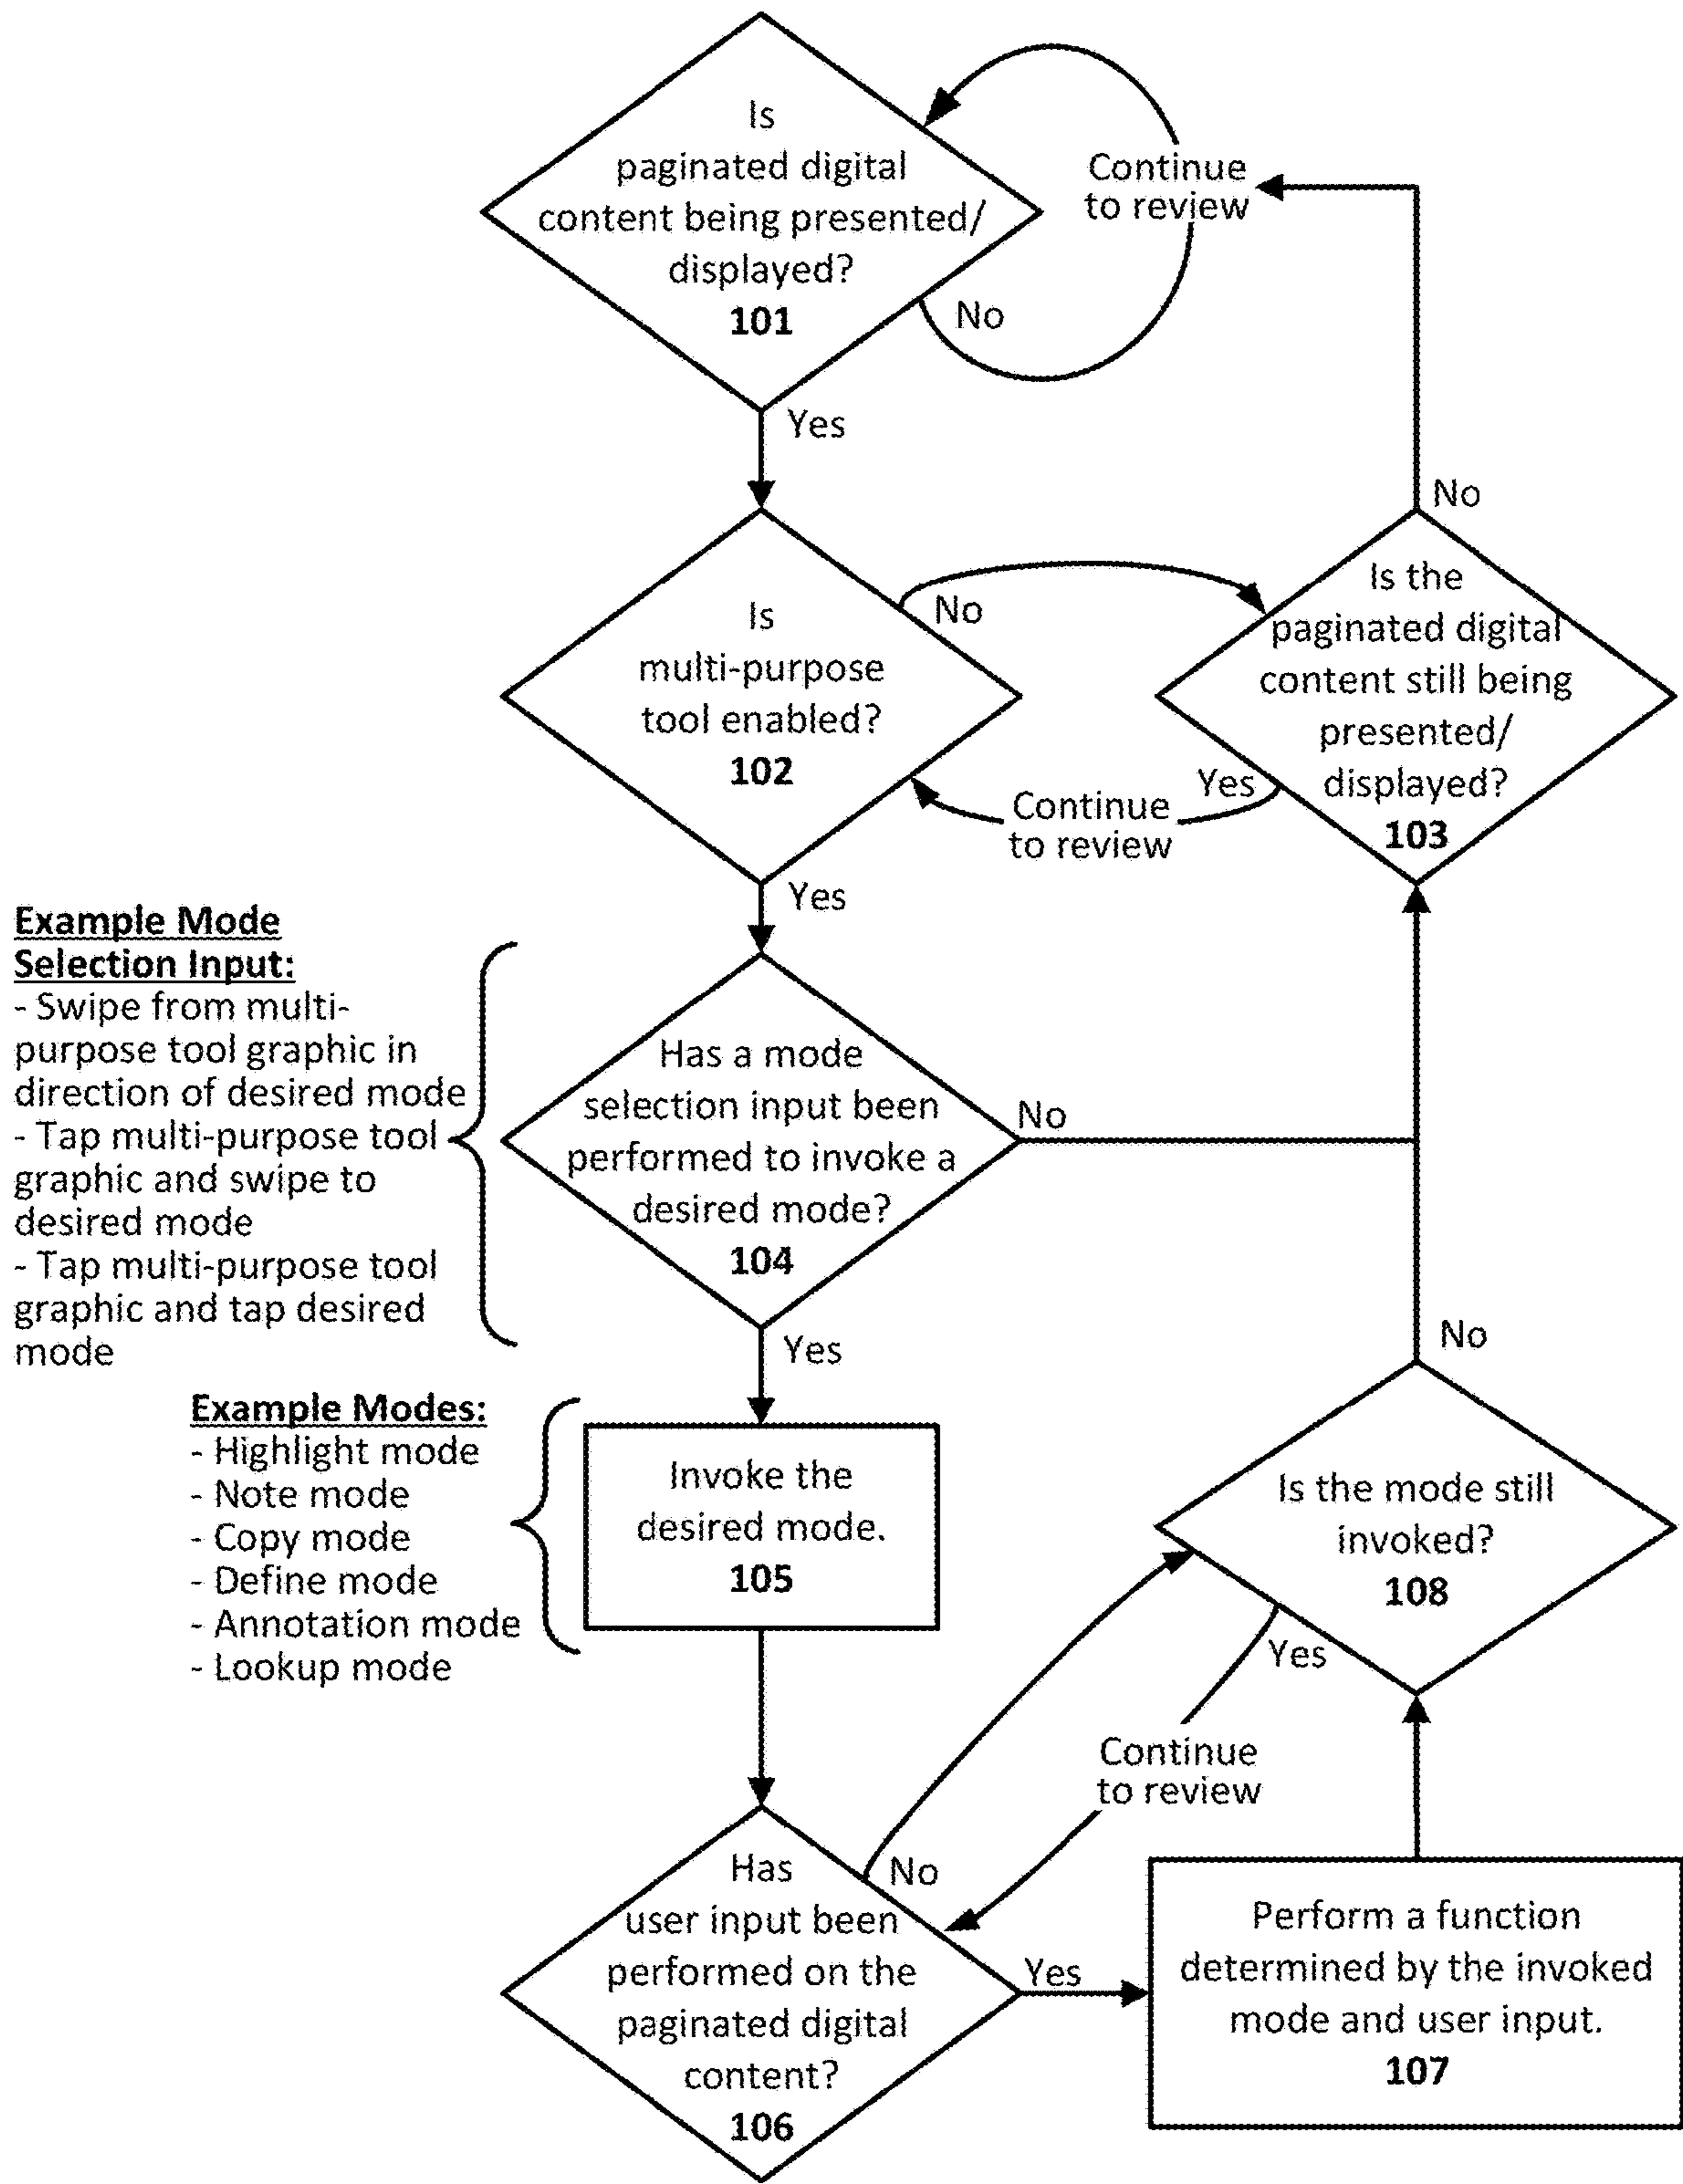 Is
paginated digital
content being presented/
displayed?
101
Continue
to review
No
Yes
No
Is
multi-purpose
tool enabled?
102
No
Is the
paginated digital
content still being
presented/
displayed?
103
Yes
Continue
to review
Yes
Example Mode
Selection Input:
- Swipe from multi-
purpose tool graphic in
direction of desired mode
- Tap multi-purpose tool
graphic and swipe to
desired mode
- Tap multi-purpose tool
graphic and tap desired
mode
Has a mode
selection input been
performed to invoke a
desired mode?
104
No
Yes
No
Example Modes:
- Highlight mode
- Note mode
- Copy mode
- Define mode
- Annotation mode
- Lookup mode
Invoke the
desired mode.
105
Is the mode still
invoked?
108
Yes
Continue
to review
Has
user input been
performed on the
paginated digital
content?
106
No
Yes
Perform a function
determined by the invoked
mode and user input.
107